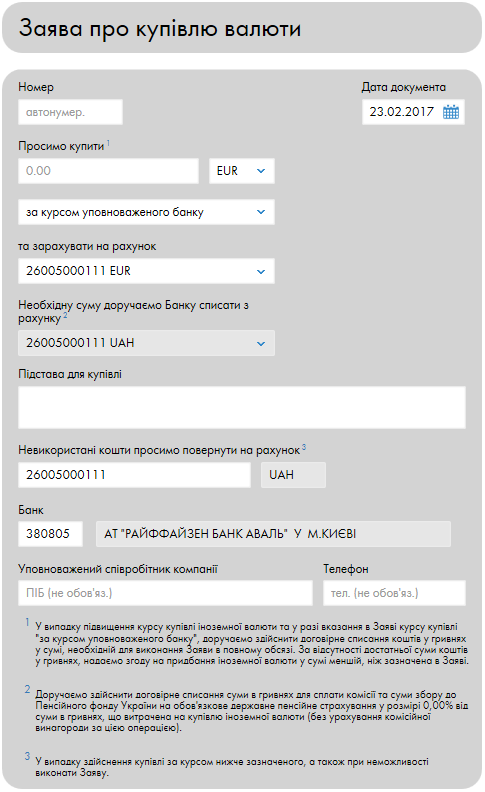 Заява про купівлю валюти
Номер Дата документа
автонумер. 23.02.2017
Просимо купити 1
0.00 EUR
за курсом уповноваженого банку
та зарахувати на рахунок
26005000111 EUR
Необхідну суму доручаємо Банку списати з
рахунку 2
26005000111 UAH
Підстава для купівлі
Невикористані кошти просимо повернути на рахунок 3
26005000111 UAH
Банк
380805 АТ "РАЙФФАЙЗЕН БАНК АВАЛЬ" У М.КИЄВІ
Уповноважений співробітник компанії Телефон
ПІБ (не обов'яз.) тел. (не обов'яз.)
1 У випадку підвищення курсу купівлі іноземної валюти та у разі вказання в Заяві курсу купівлі
"за курсом уповноваженого банку", доручаємо здійснити договірне списання коштів у гривнях
у сумі, необхідній для виконання Заяви в повному обсязі. За відсутності достатньої суми коштів
у гривнях, надаємо згоду на придбання іноземної валюти у сумі меншій, ніж зазначена в Заяві.
2 Доручаємо здійснити договірне списання суми в гривнях для сплати комісії та суми збору до
Пенсійного фонду України на обов'язкове державне пенсійне страхування у розмірі 0,00% від
суми в гривнях, що витрачена на купівлю іноземної валюти (без урахування комісійної
винагороди за цією операцією).
3 У випадку здійснення купівлі за курсом нижче зазначеного, а також при неможливості
виконати Заяву.